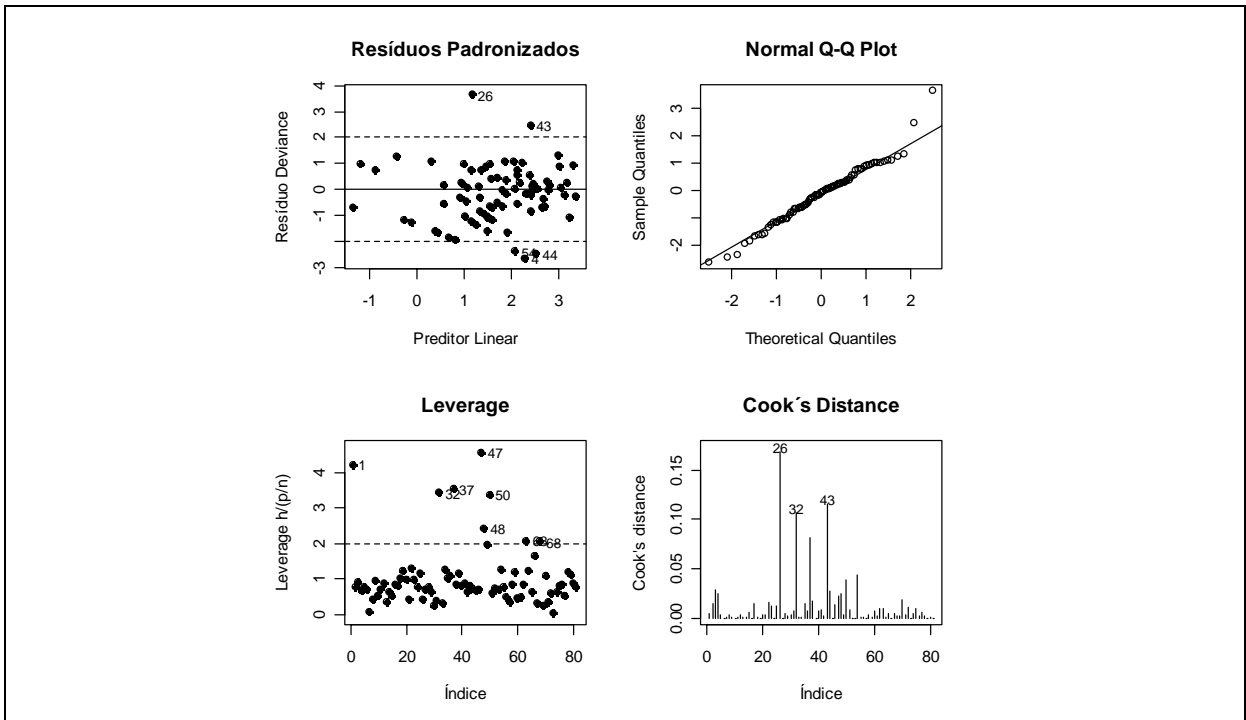 Resíduos Padronizados
Resíduo Deviance
4
3
2
1
0
-1
-3
26
43
54
44
4
-1 0 1 2 3
Preditor Linear
Normal Q-Q Plot
Sample Quantiles
3
2
1
0
-2
-2 -1 0 1 2
Theoretical Quantiles
Leverage
Leverage h/(p/n)
4
3
2
1
0
1
47
32
37
50
48
68
0 20 40 60 80
Índice
Cook´s Distance
Cook's distance
0.15
0.10
0.05
0.00
26
32
43
0 20 40 60 80
Índice